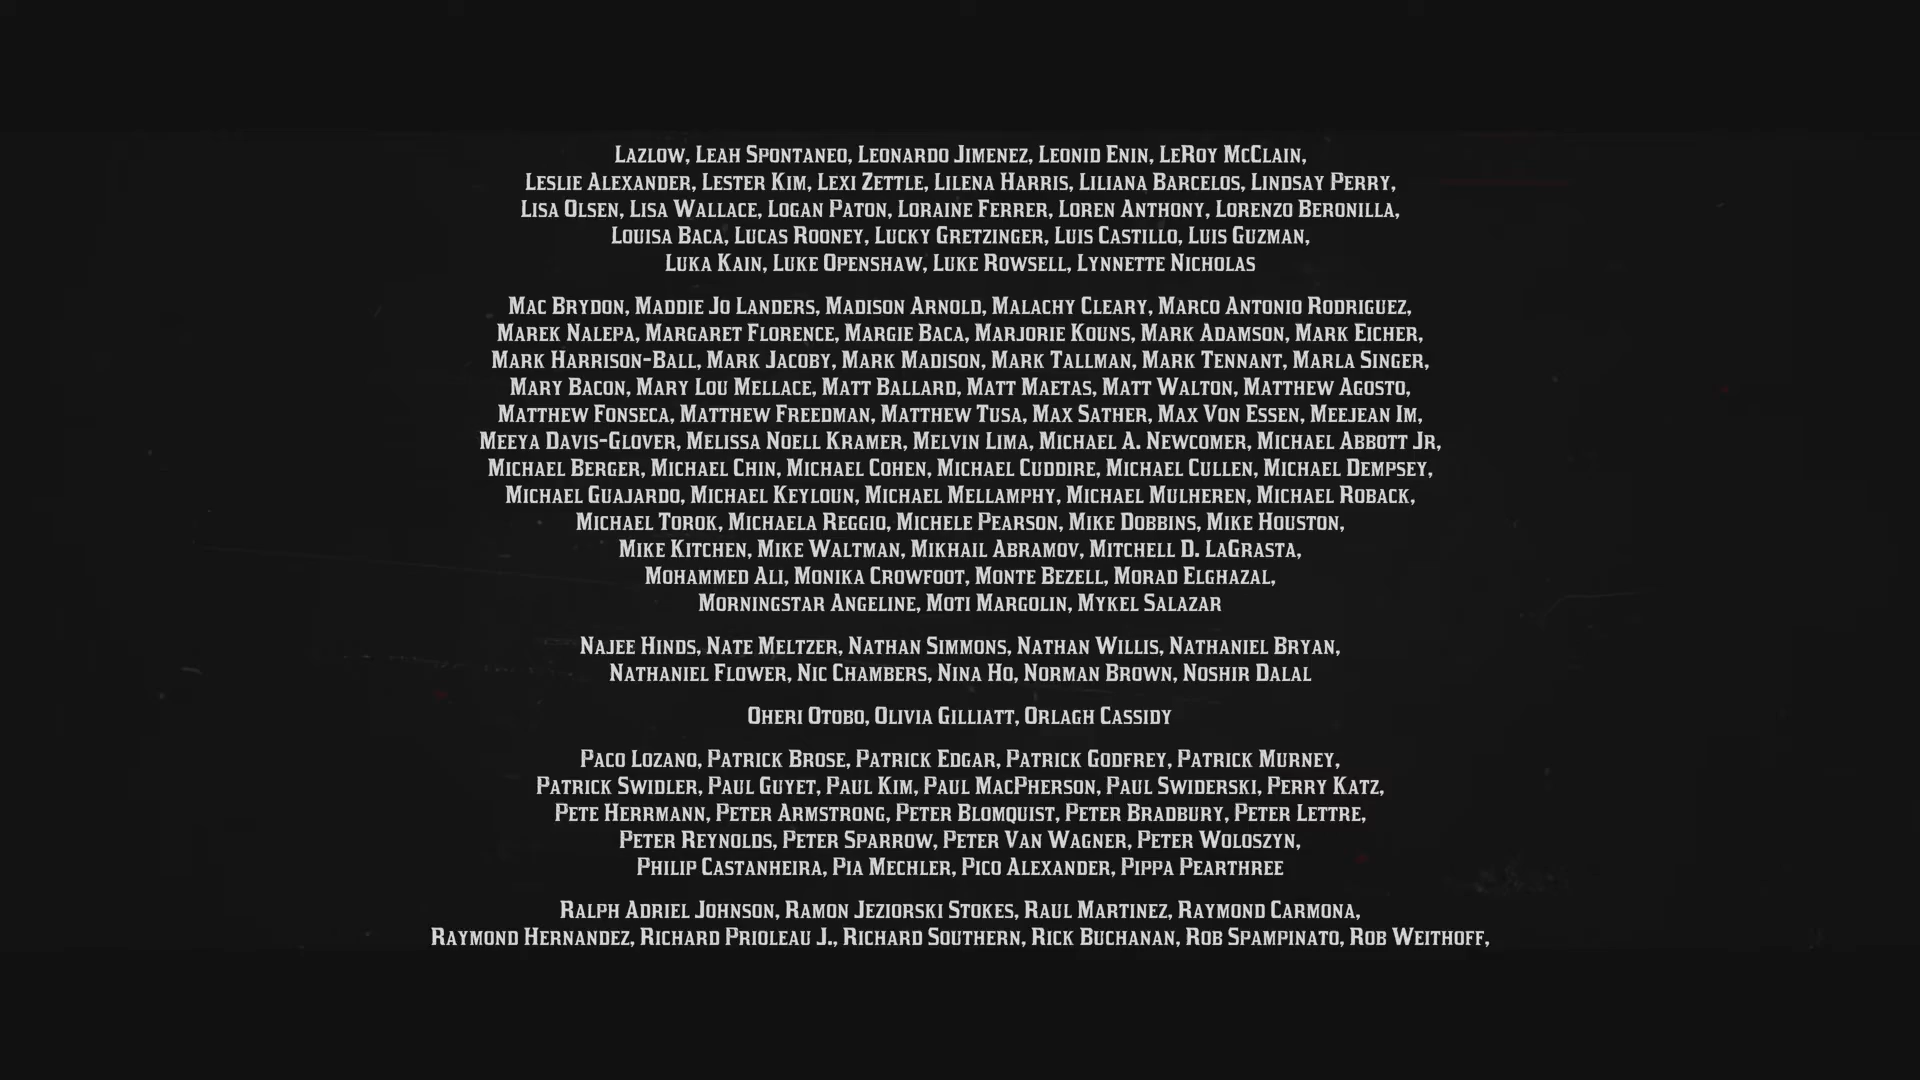 Lazlow, Leah Spontaneo, Leonardo Jimenez, Leonid Enin, LeRoy McClain,
Leslie Alexander, Lester Kim, Lexi Zettle, Lilena Harris, Liliana Barcelos, Lindsay Perry,
Lisa Olsen, Lisa Wallace, Logan Paton, Loraine Ferrer, Loren Anthony, Lorenzo Beronilla,
Louisa Baca, Lucas Rooney, Lucky Gretzinger, Luis Castillo, Luis Guzman,
Luka Kain, Luke Openshaw, Luke Rowsell, Lynnette Nicholas
Mac Brydon, Maddie Jo Landers, Madison Arnold, Malachy Cleary, Marco Antonio Rodriguez,
Marek Nalepa, Margaret Florence, Margie Baca, Marjorie Kouns, Mark Adamson, Mark Eicher,
Mark Harrison-Ball, Mark Jacoby, Mark Madison, Mark Tallman, Mark Tennant, Marla Singer,
Mary Bacon, Mary Lou Mellace, Matt Ballard, Matt Maetas, Matt Walton, Matthew Agosto,
Matthew Fonseca, Matthew Freedman, Matthew Tusa, Max Sather, Max Von Essen, Meejean Im,
Meeya Davis-Glover, Melissa Noell Kramer, Melvin Lima, Michael A. Newcomer, Michael Abbott Jr,
Michael Berger, Michael Chin, Michael Cohen, Michael Cuddire, Michael Cullen, Michael Dempsey,
Michael Guajardo, Michael Keyloun, Michael Mellamphy, Michael Mulheren, Michael Roback,
Michael Torok, Michaela Reggio, Michele Pearson, Mike Dobbins, Mike Houston,
Mike Kitchen, Mike Waltman, Mikhail Abramov, Mitchell D. LaGrasta,
Mohammed Ali, Monika Crowfoot, Monte Bezell, Morad Elghazal,
Morningstar Angeline, Moti Margolin, Mykel Salazar
Najee Hinds, Nate Meltzer, Nathan Simmons, Nathan Willis, Nathaniel Bryan,
Nathaniel Flower, Nic Chambers, Nina Ho, Norman Brown, Noshir Dalal
Oheri Otobo, Olivia Gilliatt, Orlagh Cassidy
Paco Lozano, Patrick Brose, Patrick Edgar, Patrick Godfrey, Patrick Murney,
Patrick Swidler, Paul Guyet, Paul Kim, Paul MacPherson, Paul Swiderski, Perry Katz,
Pete Herrmann, Peter Armstrong, Peter Blomquist, Peter Bradbury, Peter Lettre,
Peter Reynolds, Peter Sparrow, Peter Van Wagner, Peter Woloszyn,
Philip Castanheira, Pia Mechler, Pico Alexander, Pippa Pearthree
Ralph Adriel Johnson, Ramon Jeziorski Stokes, Raul Martinez, Raymond Carmona,
Raymond Hernandez, Richard Prioleau J., Richard Southern, Rick Buchanan, Rob Spampinato, Rob Weithoff,